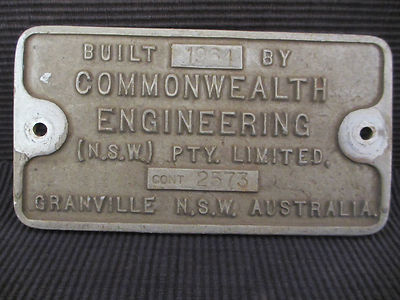 BUILT 1961 BY
COMMONWEALTH
ENGINEERING
(N.S.W) PTY. LIMITED.
CONT 2573
GRANVILLE N.S.W. AUSTRALIA.